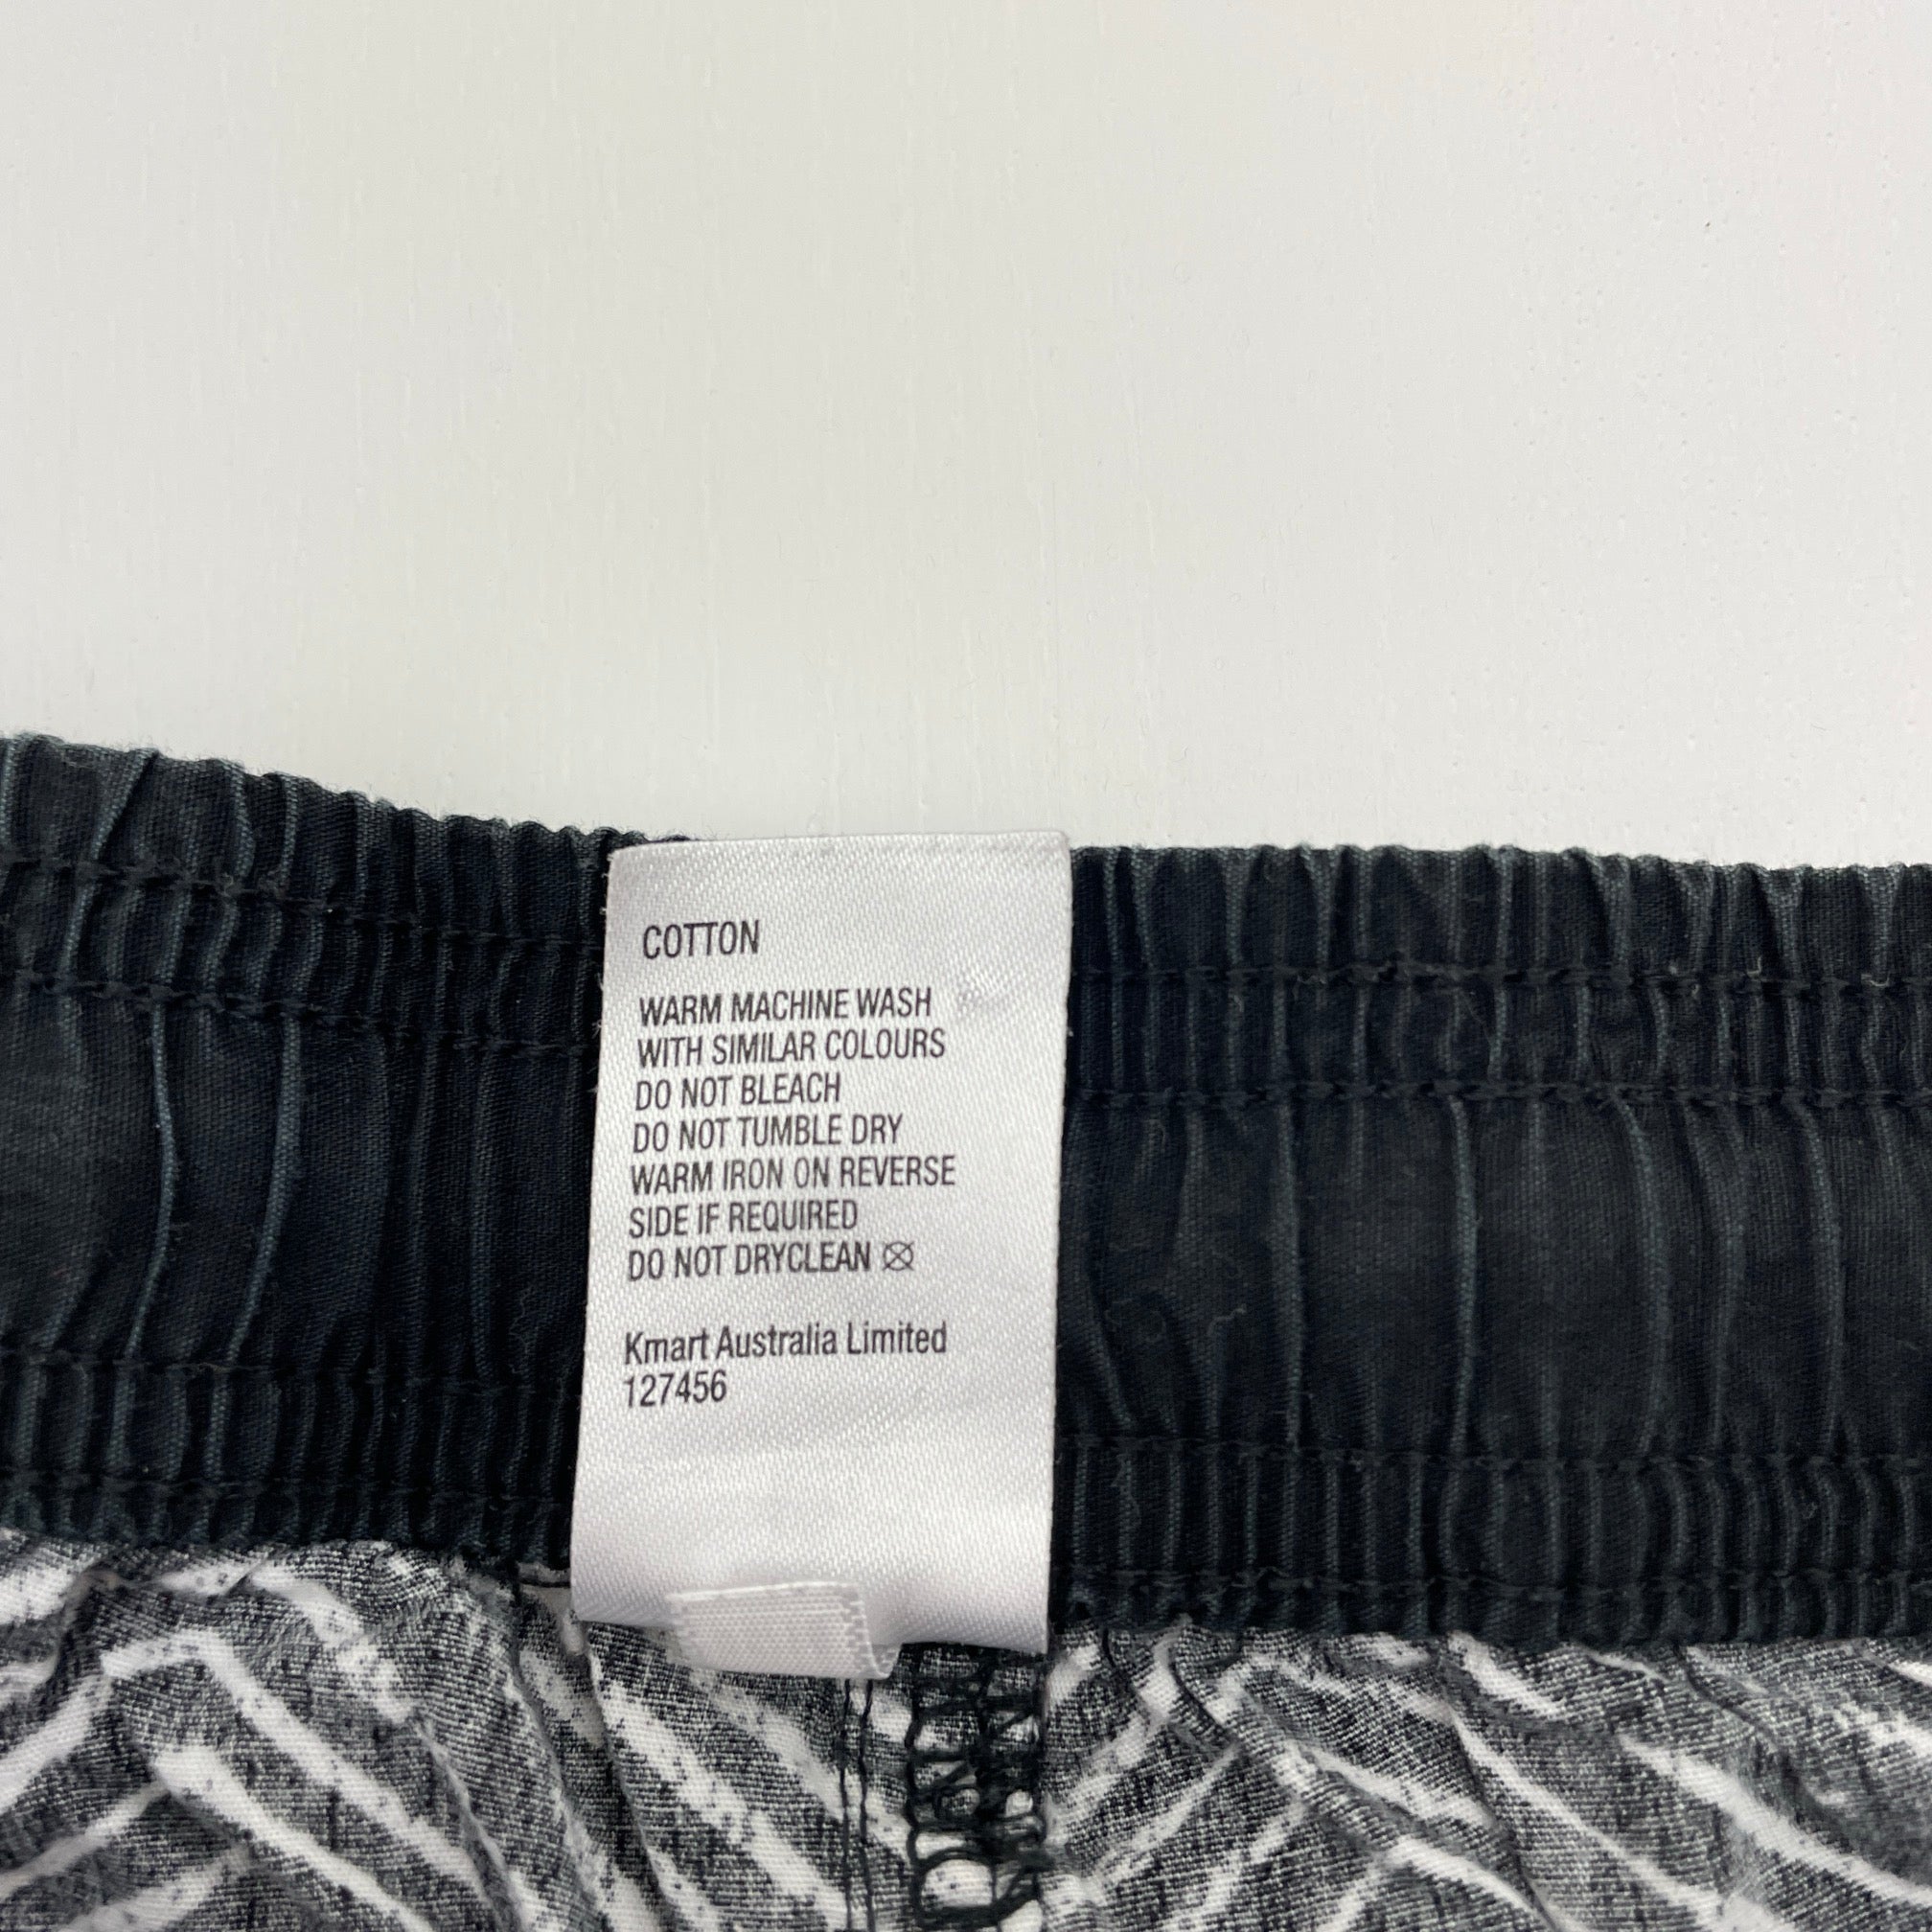 COTTON
WARM MACHINE WASH
WITH SIMILAR COLOURS
DO NOT BLEACH
DO NOT TUMBLE DRY
WARM IRON ON REVERSE
SIDE IF REQUIRED
DO NOT DRYCLEAN
Kmart Australia Limited
127456